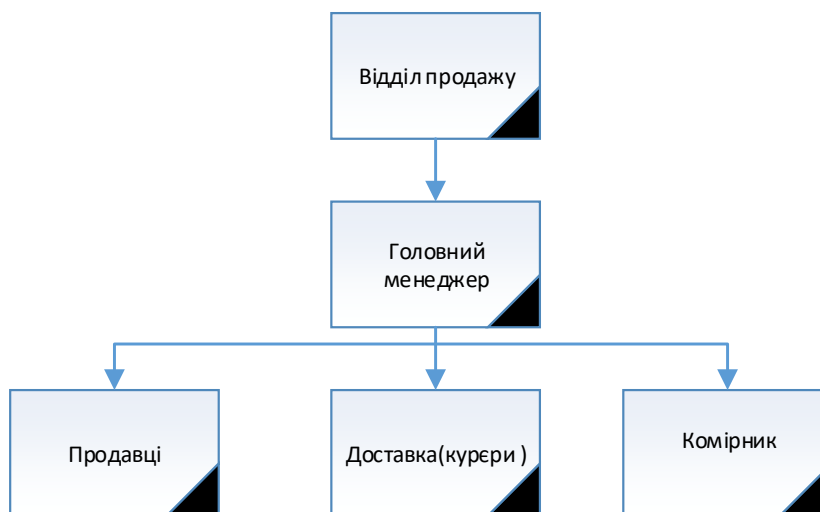 Відділ продажу
Головний
менеджер
Продавці
Доставка(курєри )
Комірник